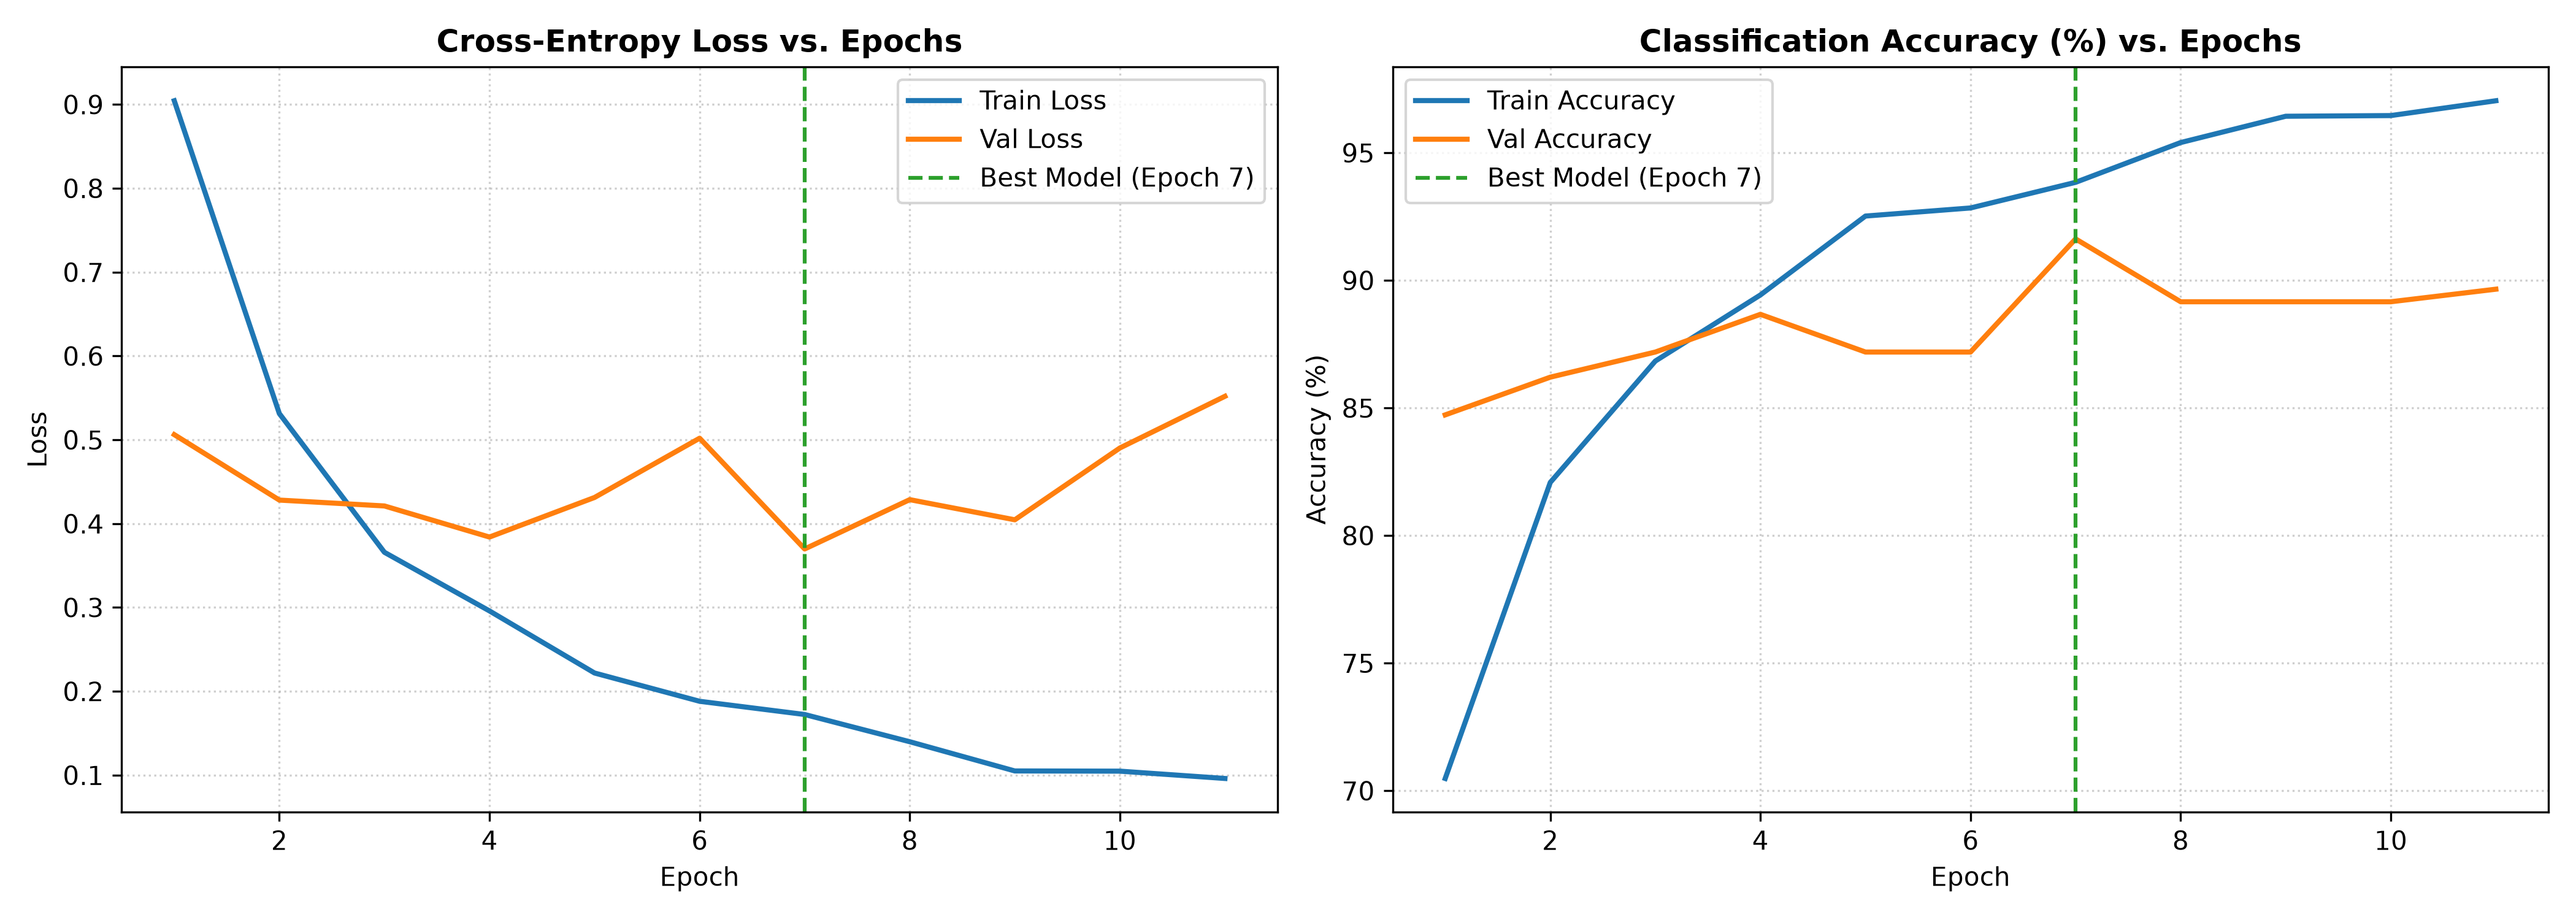 Cross-Entropy Loss vs. Epochs
Train Loss
Val Loss
Best Model (Epoch 7)
0.9
0.8
0.7
0.6
0.5
0.4
0.3
0.2
0.1
Loss
2 4 6 8 10
Epoch
Classification Accuracy (%) vs. Epochs
Train Accuracy
Val Accuracy
Best Model (Epoch 7)
95
90
85
80
75
70
Accuracy (%)
2 4 6 8 10
Epoch